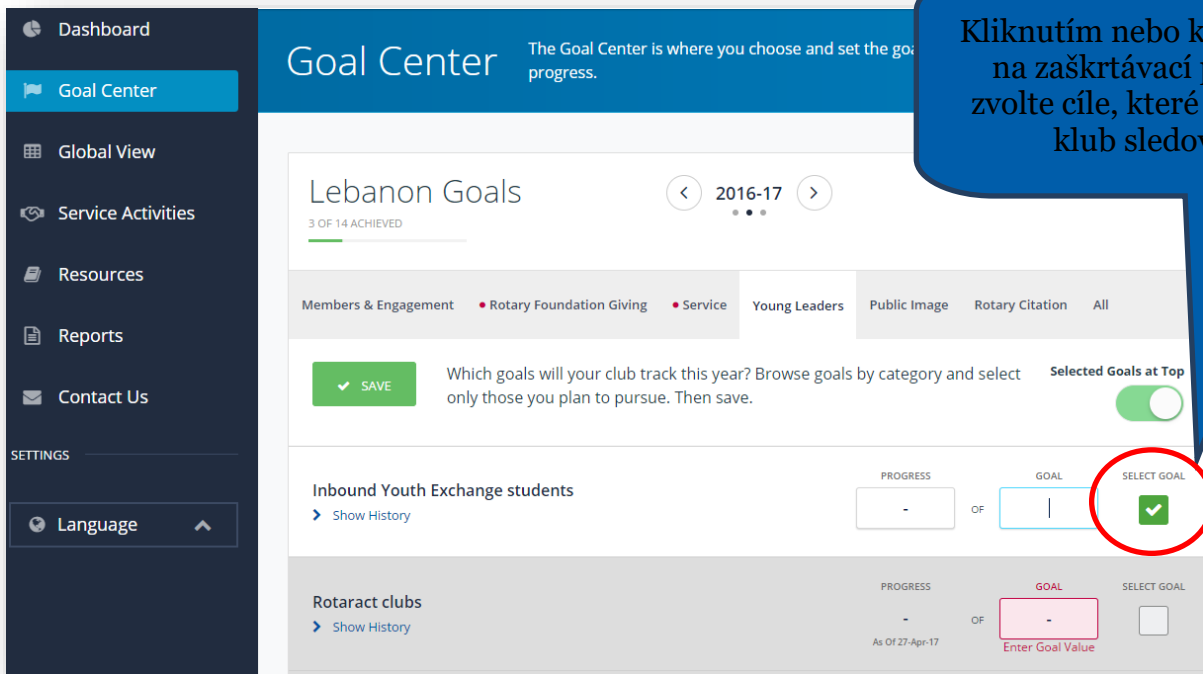 Dashboard
Goal Center
Global View
Service Activities
Resources
Reports
Contact Us
SETTINGS
Language
Goal Center
The Goal Center is where you choose and set the
progress.
Kliknutím nebo
na zaškrtávací
zvolte cíle, které
klub
Lebanon Goals
3 OF 14 ACHIEVED
2016-17
Members & Engagement
Rotary Foundation Giving
Service
Young Leaders
Public Image
Rotary Citation
All
SAVE
Which goals will your club track this year? Browse goals by category and select
only those you plan to pursue. Then save.
Selected Goals at Top
Inbound Youth Exchange students
Show History
PROGRESS
-
OF
GOAL
SELECT GOAL
Rotaract clubs
Show History
PROGRESS
-
As Of 27-Apr-17
OF
GOAL
-
Enter Goal Value
SELECT GOAL